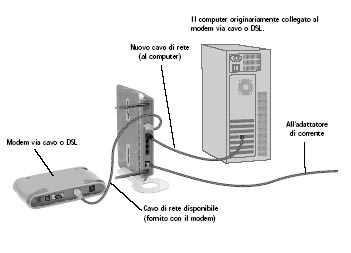 Il computer originariamente collegato al
modem via cavo o DSL.
Nuovo cavo di rete
(al computer)
All'adattatore
di corrente
Modem via cavo o DSL
Cavo di rete disponibile
(fornito con il modem)